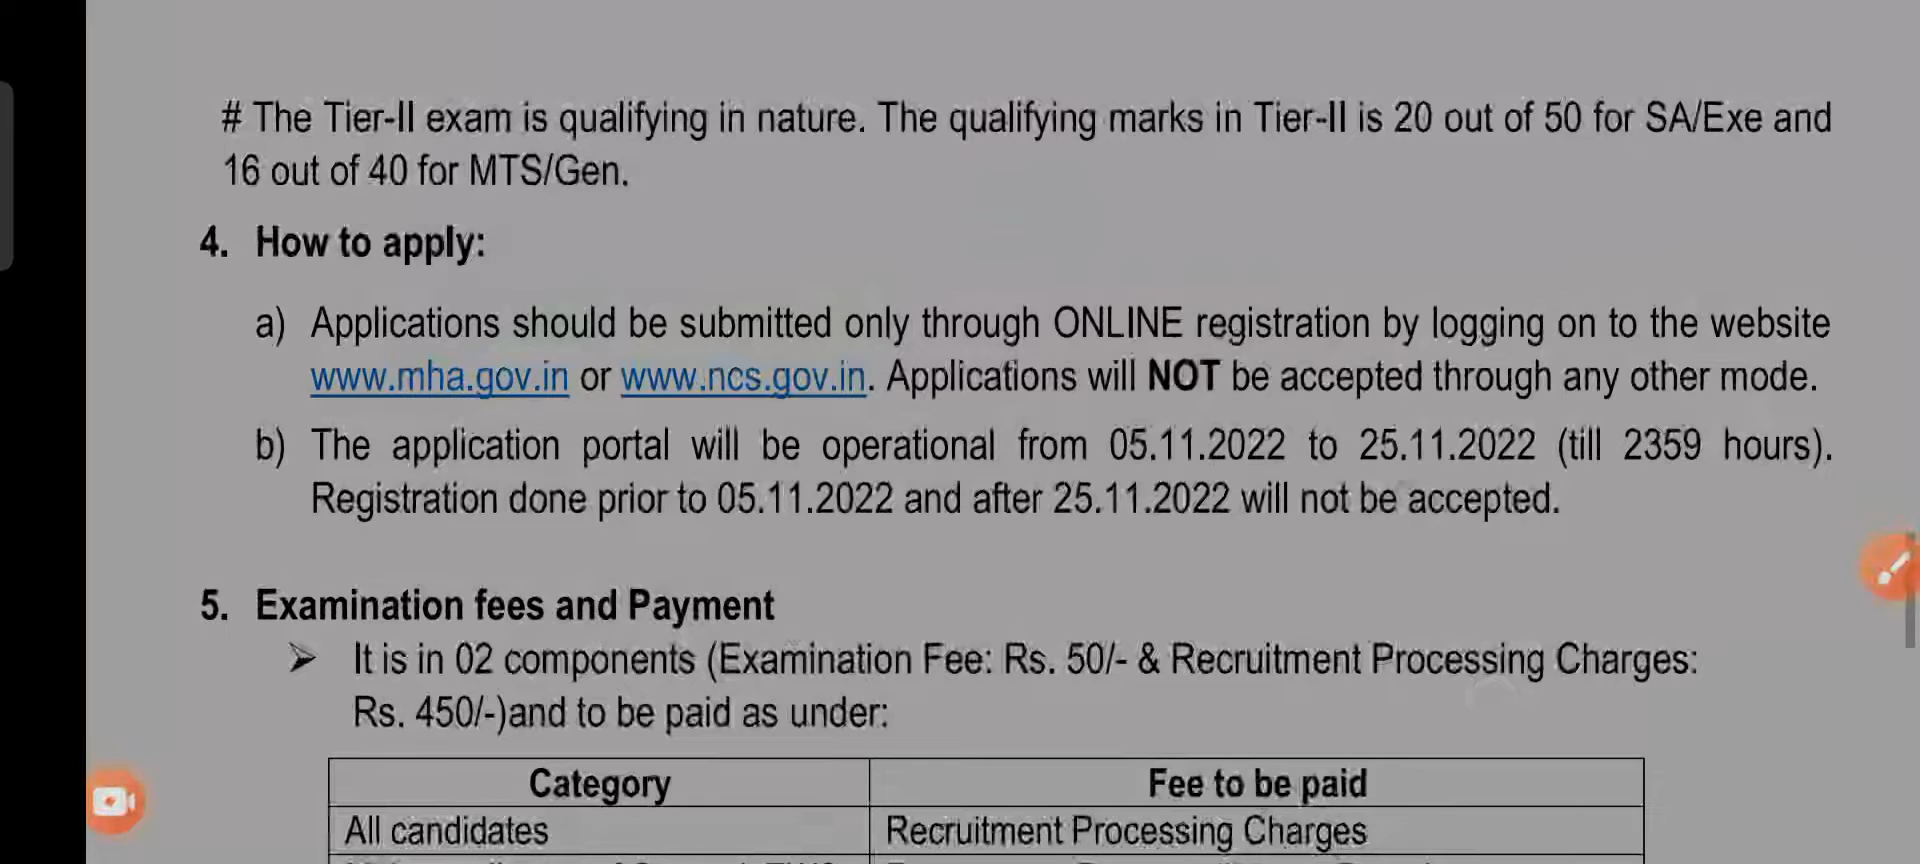 # The Tier-II exam is qualifying in nature. The qualifying marks in Tier-II is 20 out of 50 for SA/Exe and
16 out of 40 for MTS/Gen.
4. How to apply:
a) Applications should be submitted only through ONLINE registration by logging on to the website
www.mha.gov.in or www.ncs.gov.in. Applications will NOT be accepted through any other mode.
b) The application portal will be operational from 05.11.2022 to 25.11.2022 (till 2359 hours).
Registration done prior to 05.11.2022 and after 25.11.2022 will not be accepted.
5. Examination fees and Payment
➢ It is in 02 components (Examination Fee: Rs. 50/- & Recruitment Processing Charges:
Rs. 450/-)and to be paid as under:
Category Fee to be paid
All candidates Recruitment Processing Charges